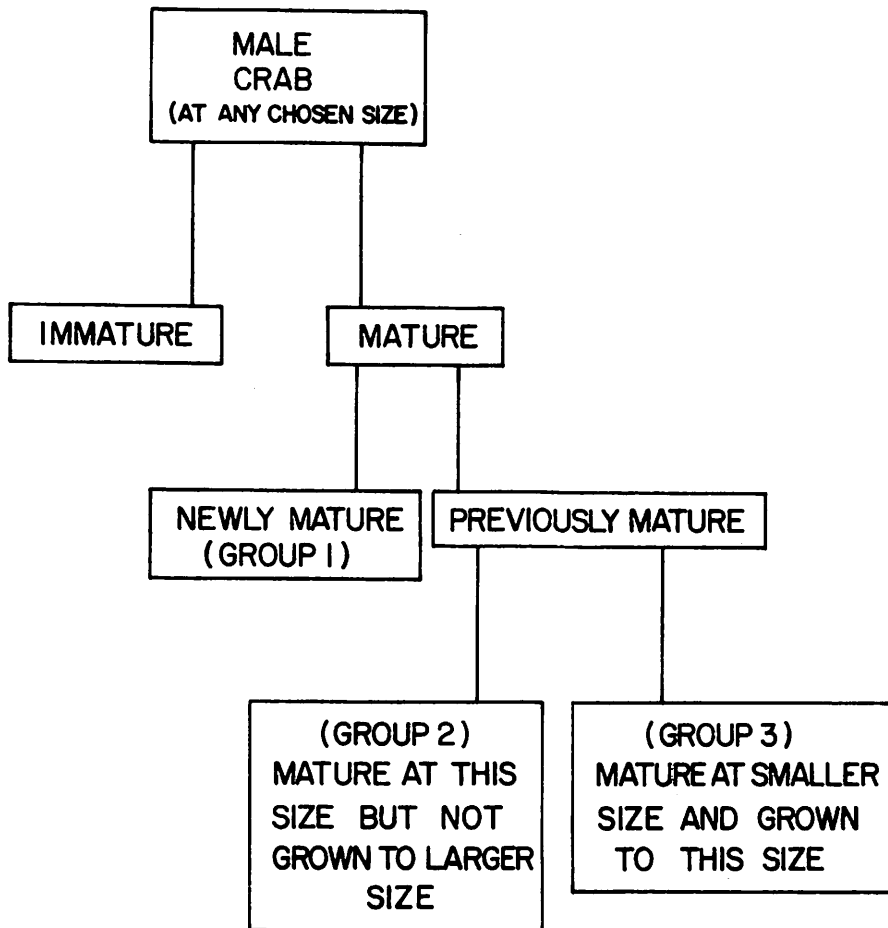 MALE
CRAB
(AT ANY CHOSEN SIZE)
IMMATURE
MATURE
NEWLY MATURE
(GROUP 1)
PREVIOUSLY MATURE
(GROUP 2)
MATURE AT THIS
SIZE BUT NOT
GROWN TO LARGER
SIZE
(GROUP 3)
MATURE AT SMALLER
SIZE AND GROWN
TO THIS SIZE